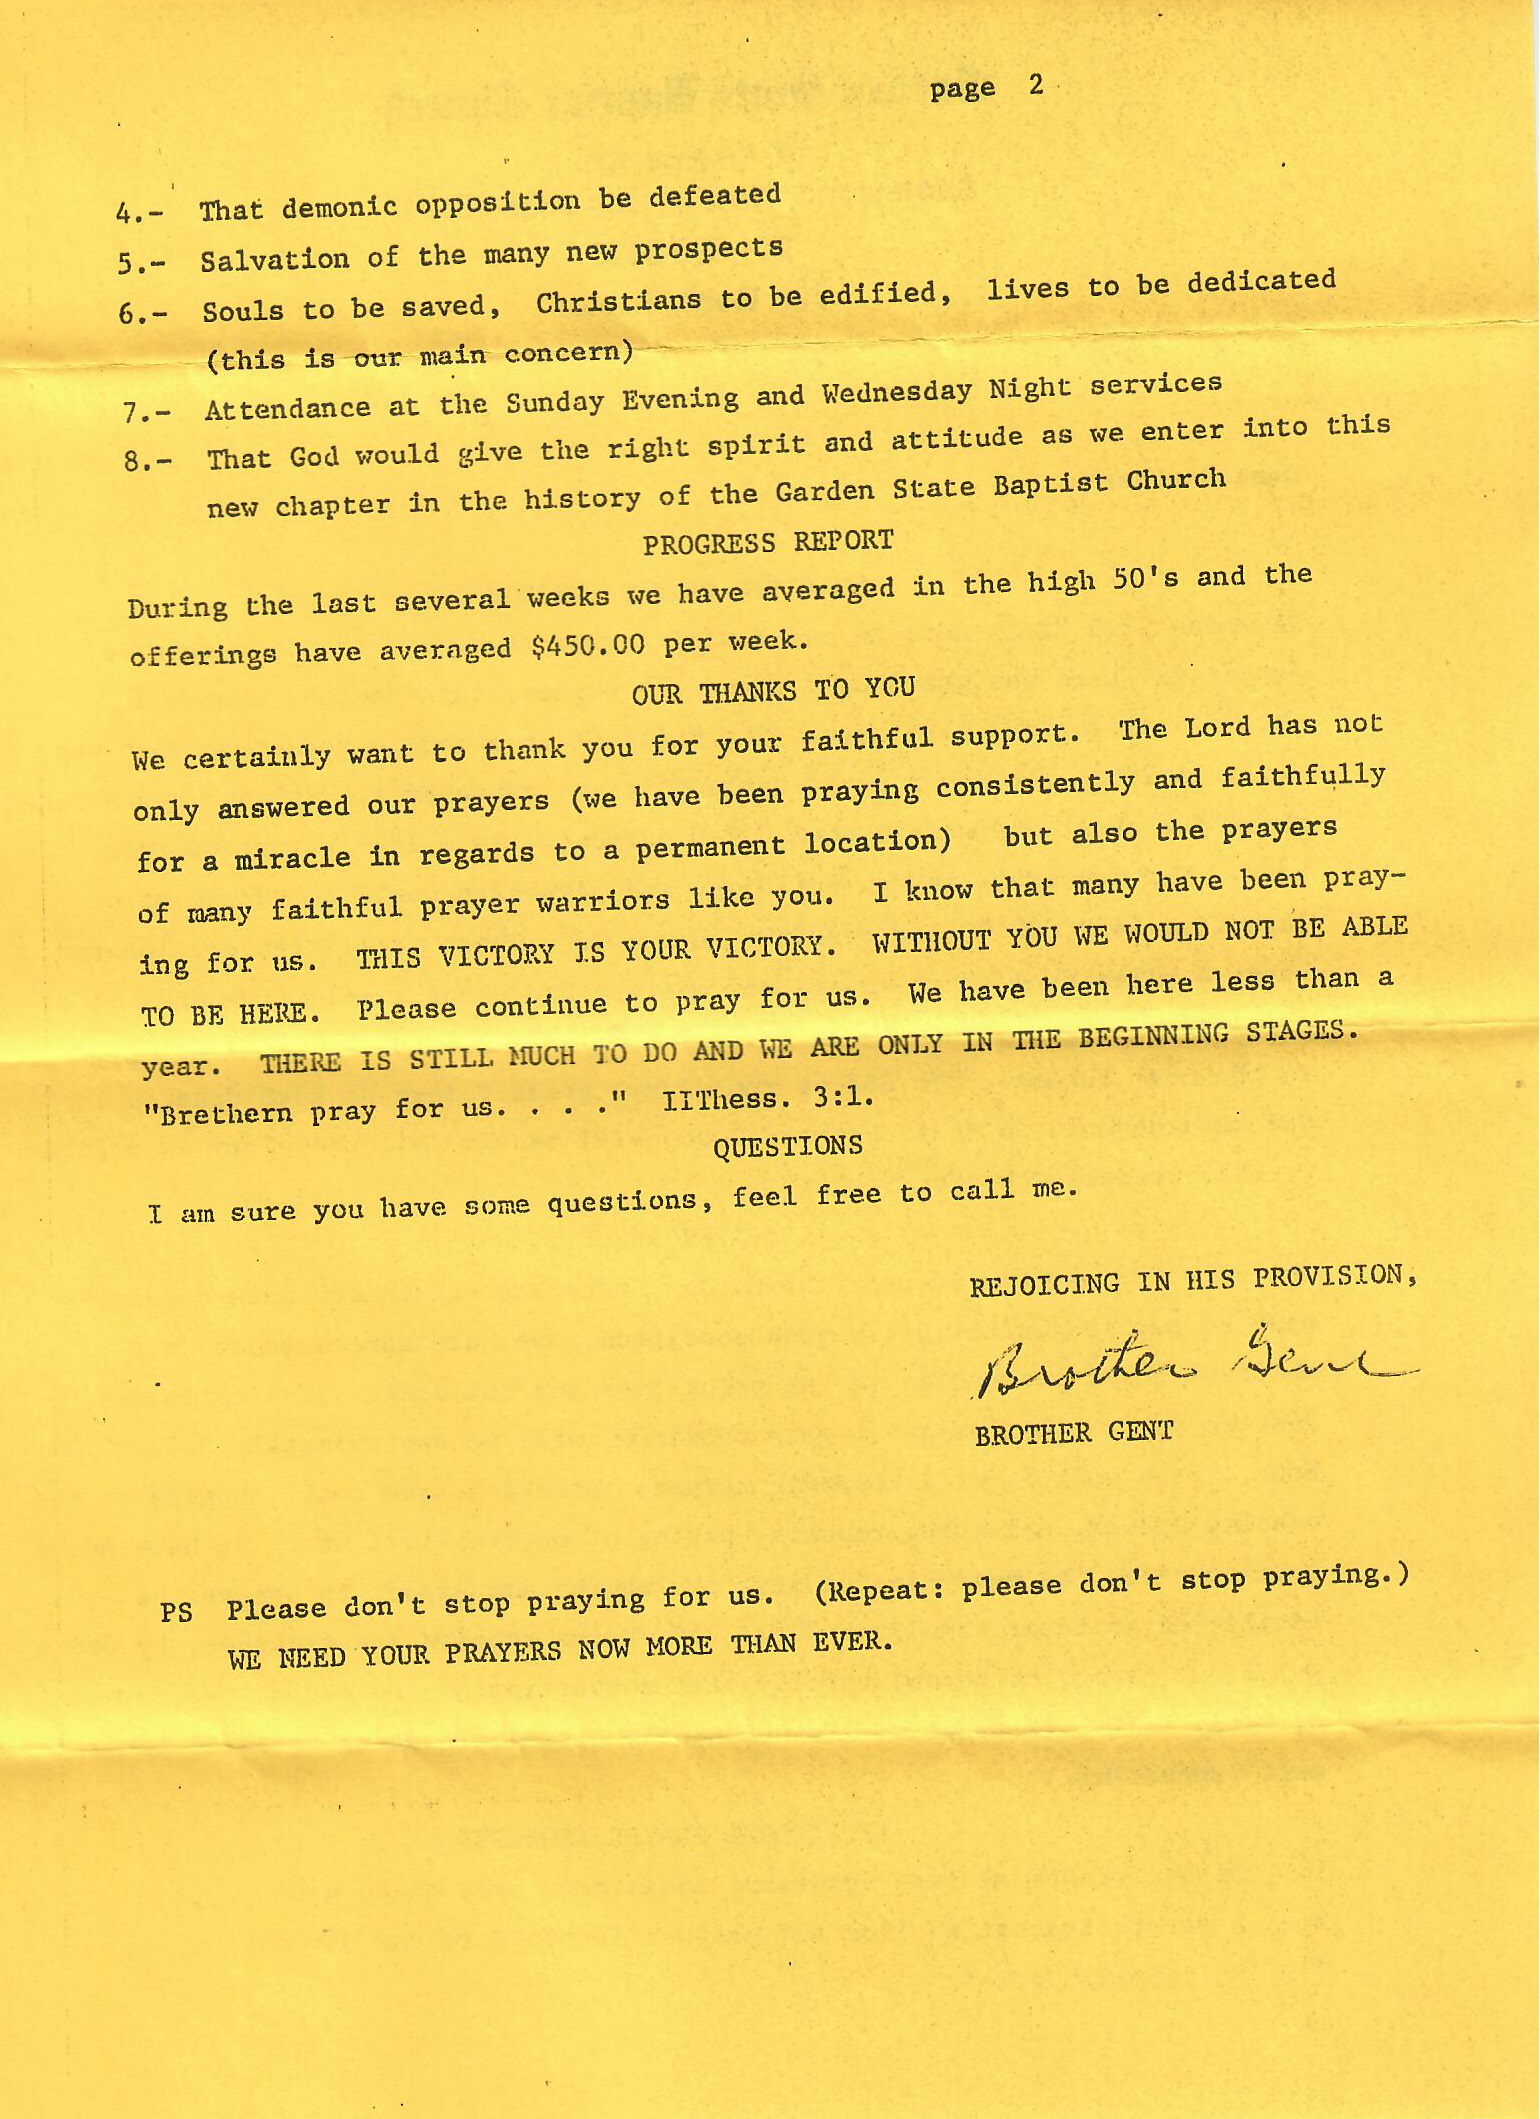 page 2
4.- That demonic opposition be defeated
5.- Salvation of the many new prospects
6.- Souls to be saved, Christians to be edified, lives to be dedicated
(this is our main concern)
7.- Attendance at the Sunday Evening and Wednesday Night services
8.- That God would give the right spirit and attitude as we enter into this
new chapter in the history of the Garden State Baptist Church
PROGRESS REPORT
During the last several weeks we have averaged in the high 50's and the
offerings have averaged $450.00 per week.
OUR THANKS TO YOU
We certainly want to thank you for your faithful support. The Lord has not
only answered our prayers (we have been praying consistently and faithfully
for a miracle in regards to a permanent location) but also the prayers
of many faithful prayer warriors like you. I know that many have been pray-
ing for us. THIS VICTORY IS YOUR VICTORY. WITHOUT YOU WE WOULD NOT BE ABLE
TO BE HERE. Please continue to pray for us. We have been here less than a
year. THERE IS STILL MUCH TO DO AND WE ARE ONLY IN THE BEGINNING STAGES.
"Brethern pray for us. . . ." IIThess. 3:1.
QUESTIONS
I am sure you have some questions, feel free to call me.
REJOICING IN HIS PROVISION,
Brother Gent
BROTHER GENT
PS Please don't stop praying for us. (Repeat: please don't stop praying.)
WE NEED YOUR PRAYERS NOW MORE THAN EVER.